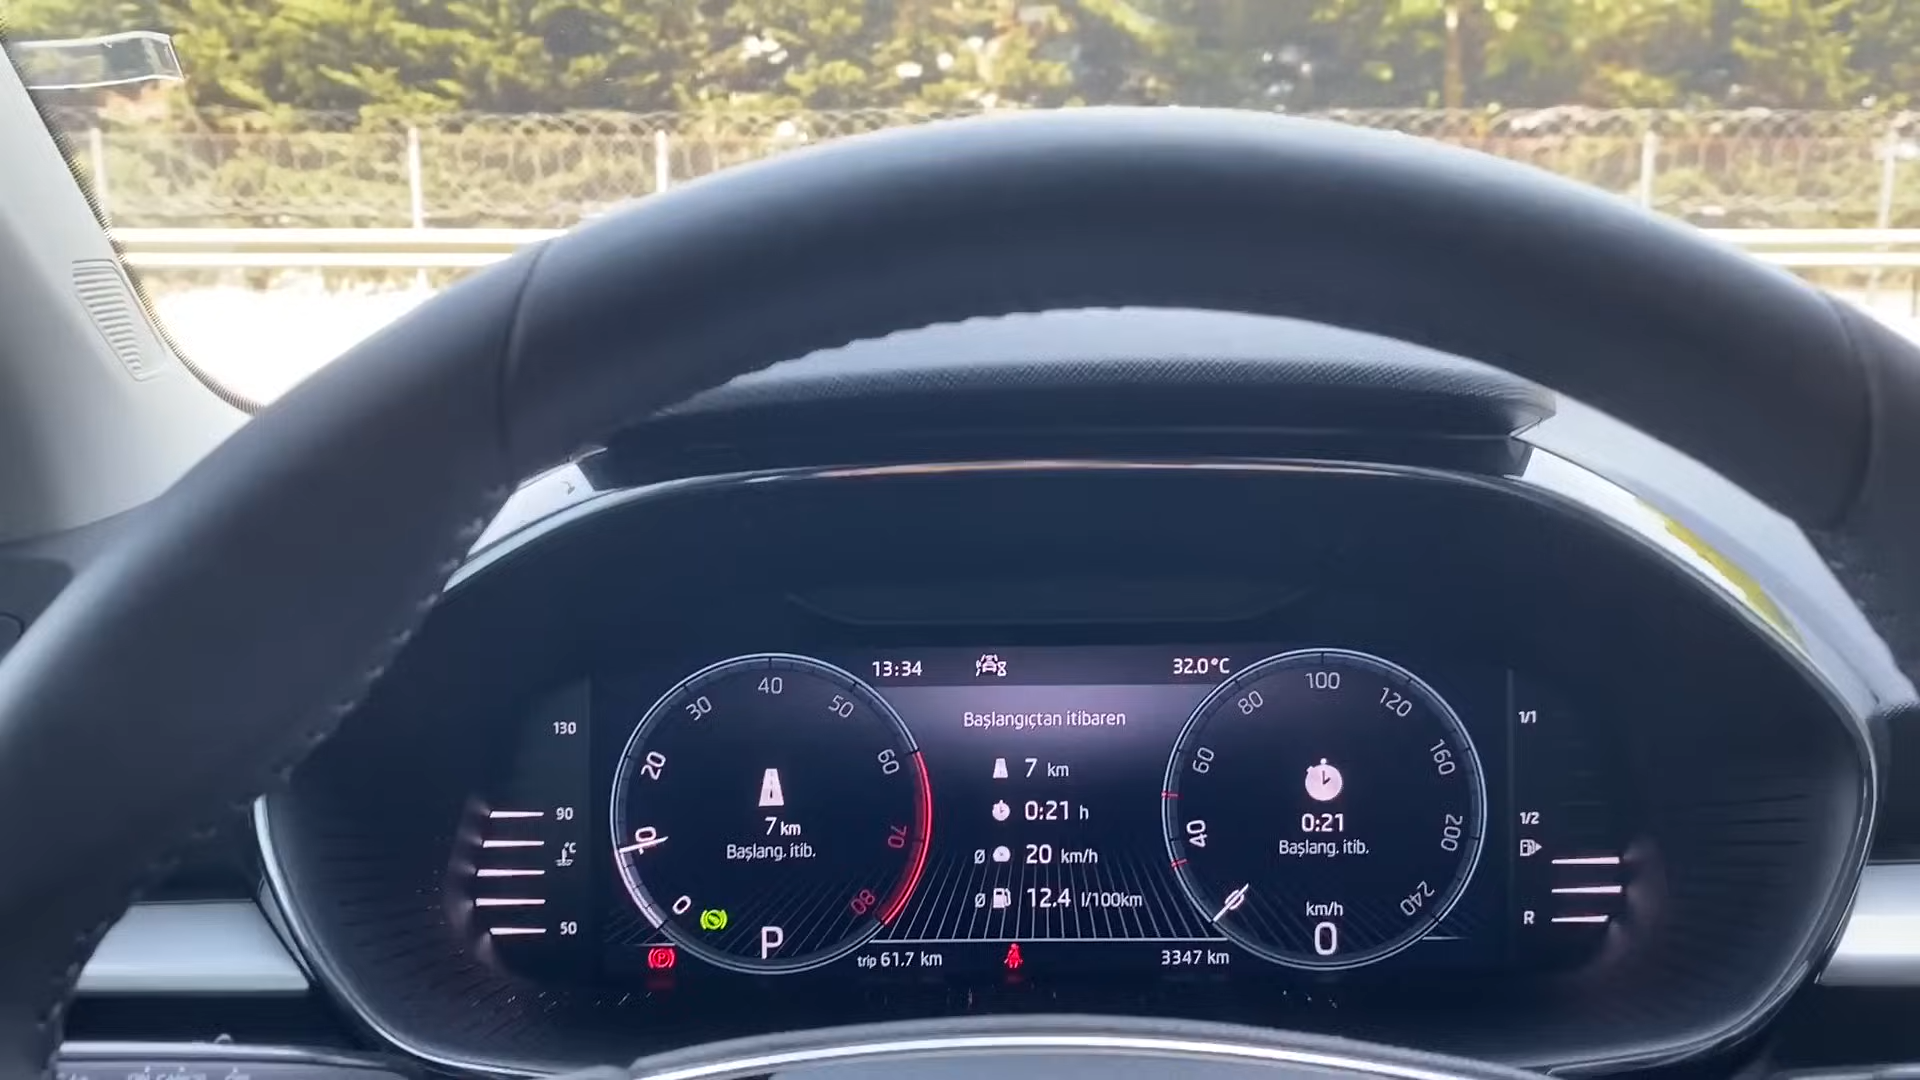 13:34
32.0°C
Başlangıçtan itibaren
7 km
0:21 h
Ø 20 km/h
Ø 12.4 l/100km
trip 61.7 km
3347 km
0
10
20
30
40
50
60
70
80
7 km
Başlang. itib.
P
40
60
80
100
120
160
200
240
0:21
Başlang. itib.
km/h
0
130
90
°C
50
1/1
1/2
R